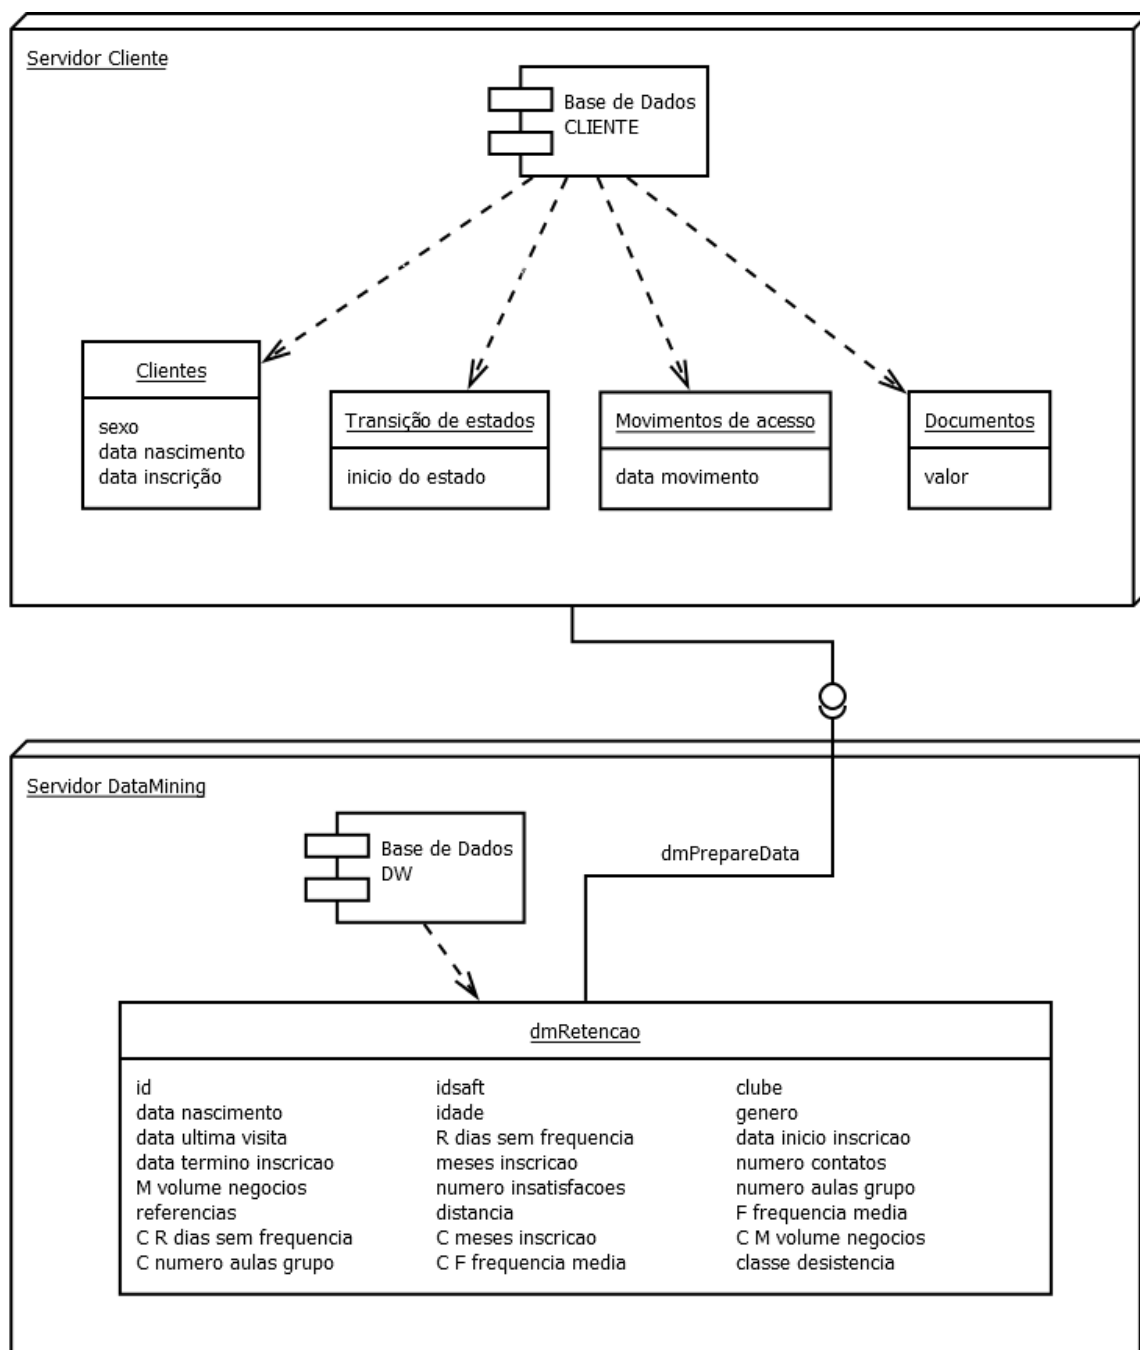 Servidor Cliente
Base de Dados
CLIENTE
Clientes
sexo
data nascimento
data inscrição
Transição de estados
inicio do estado
Movimentos de acesso
data movimento
Documentos
valor
Servidor DataMining
Base de Dados
DW
dmPrepareData
dmRetencao
id idsaft clube
data nascimento idade genero
data ultima visita R dias sem frequencia data inicio inscricao
data termino inscricao meses inscricao numero contatos
M volume negocios numero insatisfacoes numero aulas grupo
referencias distancia F frequencia media
C R dias sem frequencia C meses inscricao C M volume negocios
C numero aulas grupo C F frequencia media classe desistencia